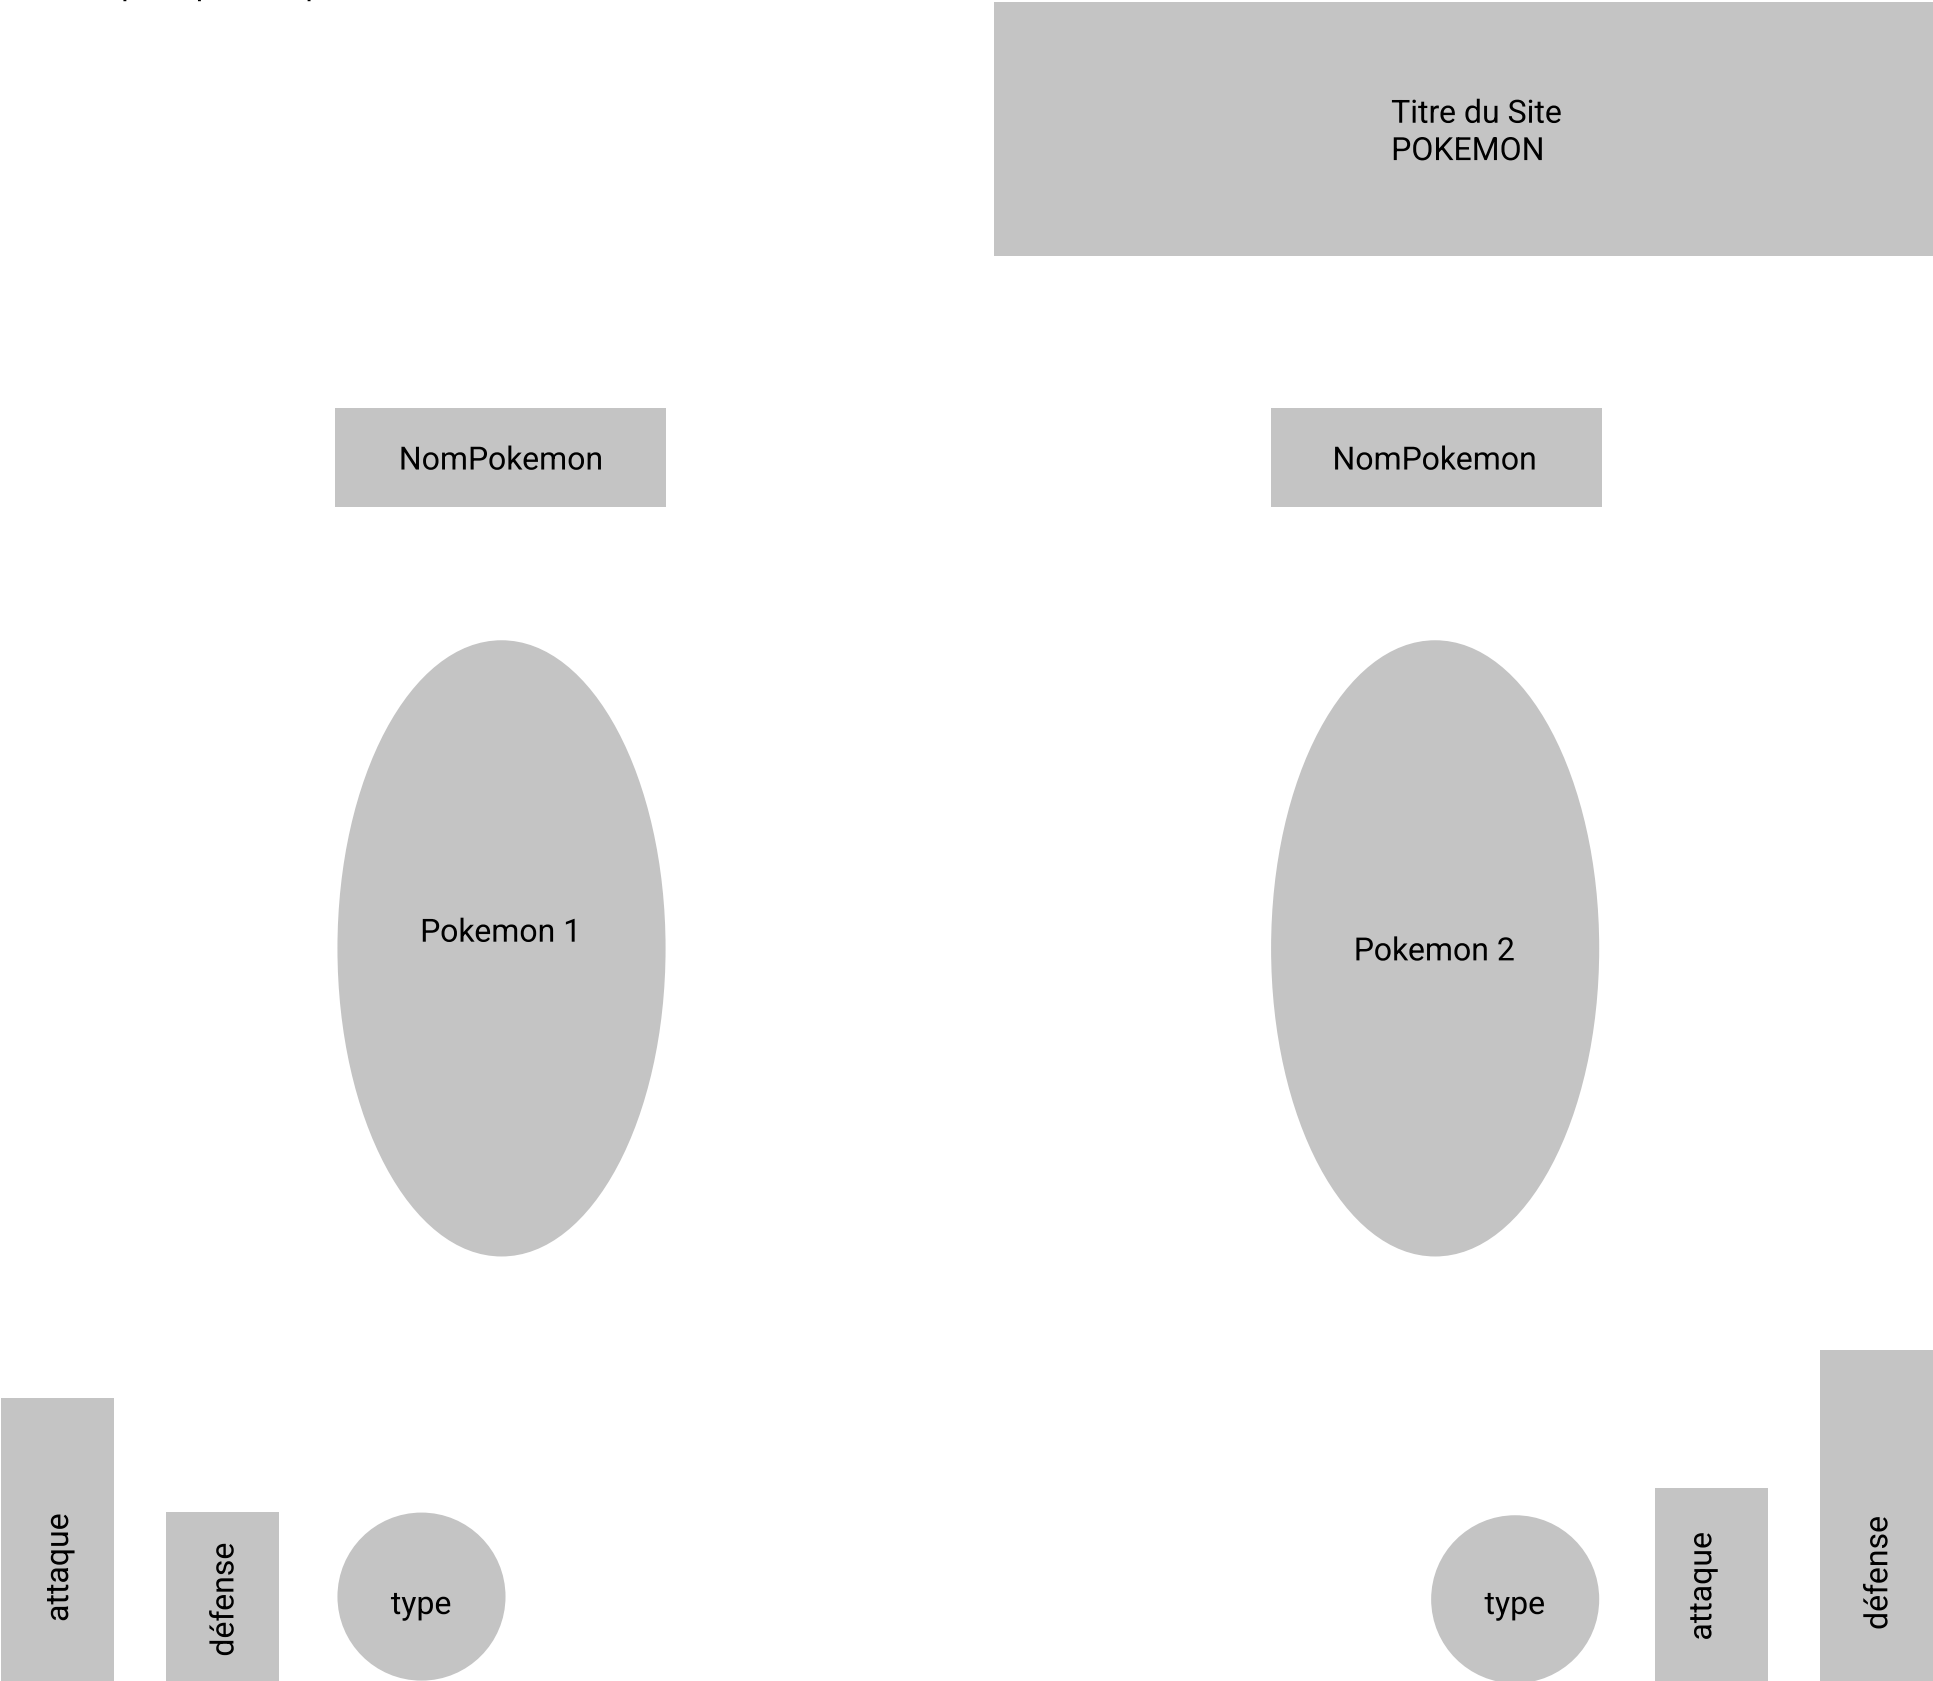 Titre du Site
POKEMON
NomPokemon
NomPokemon
Pokemon 1
Pokemon 2
attaque
défense
type
type
attaque
défense